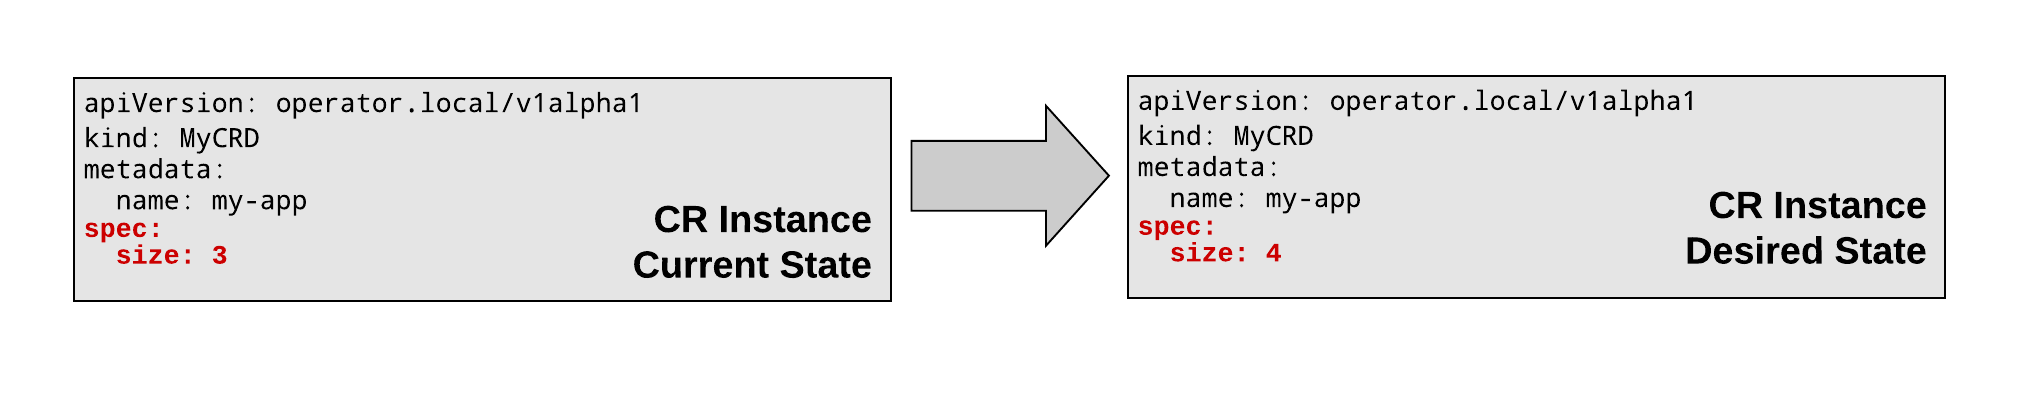 apiVersion: operator.local/v1alpha1
kind: MyCRD
metadata:
  name: my-app
spec:
  size: 3
CR Instance
Current State
apiVersion: operator.local/v1alpha1
kind: MyCRD
metadata:
  name: my-app
spec:
  size: 4
CR Instance
Desired State